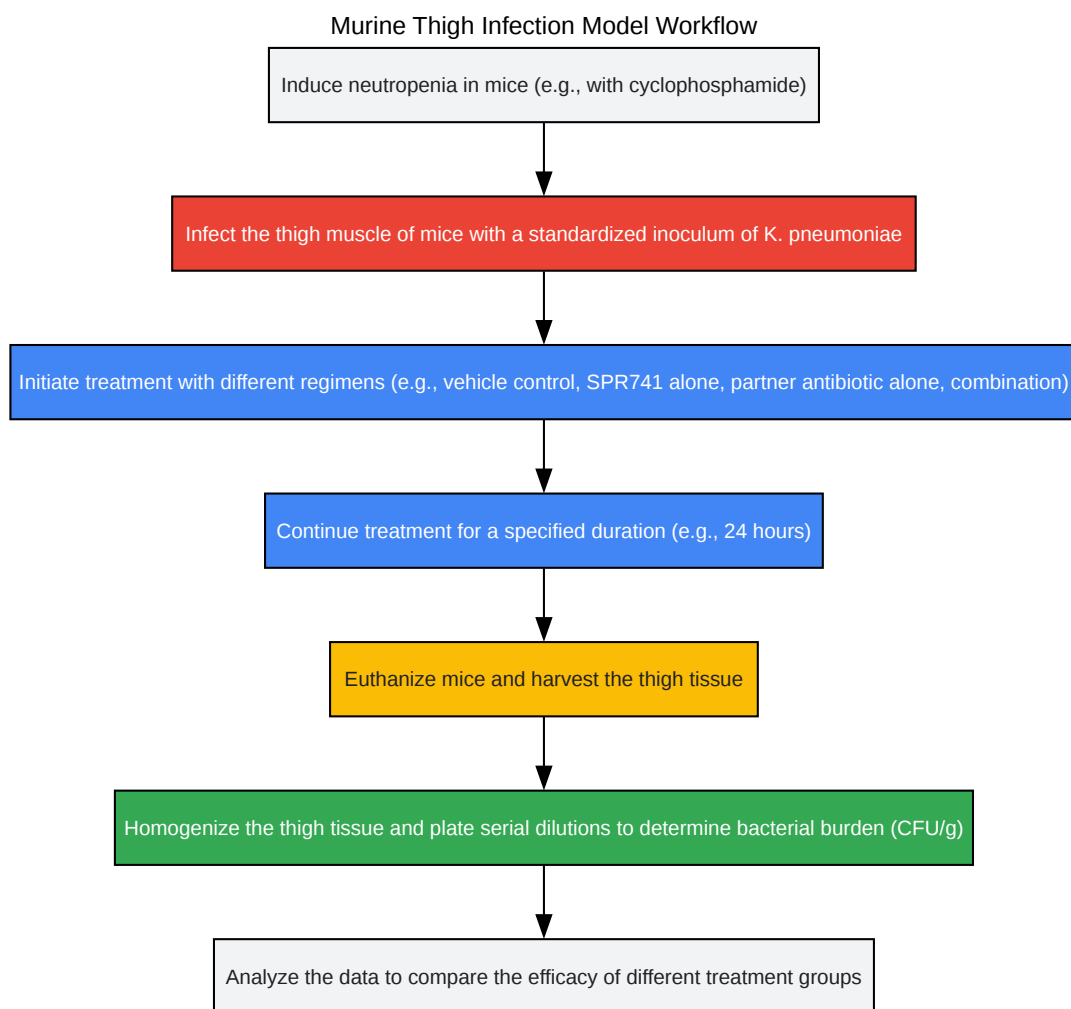 Murine Thigh Infection Model Workflow
Induce neutropenia in mice (e.g., with cyclophosphamide)
Infect the thigh muscle of mice with a standardized inoculum of K. pneumoniae
Initiate treatment with different regimens (e.g., vehicle control, SPR741 alone, partner antibiotic alone, combination)
Continue treatment for a specified duration (e.g., 24 hours)
Euthanize mice and harvest the thigh tissue
Homogenize the thigh tissue and plate serial dilutions to determine bacterial burden (CFU/g)
Analyze the data to compare the efficacy of different treatment groups